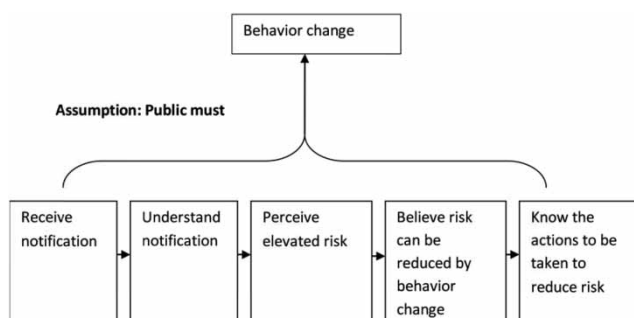 Behavior change
Assumption: Public must
Receive
notification
Understand
notification
Perceive
elevated risk
Believe risk
can be
reduced by
behavior
change
Know the
actions to be
taken to
reduce risk